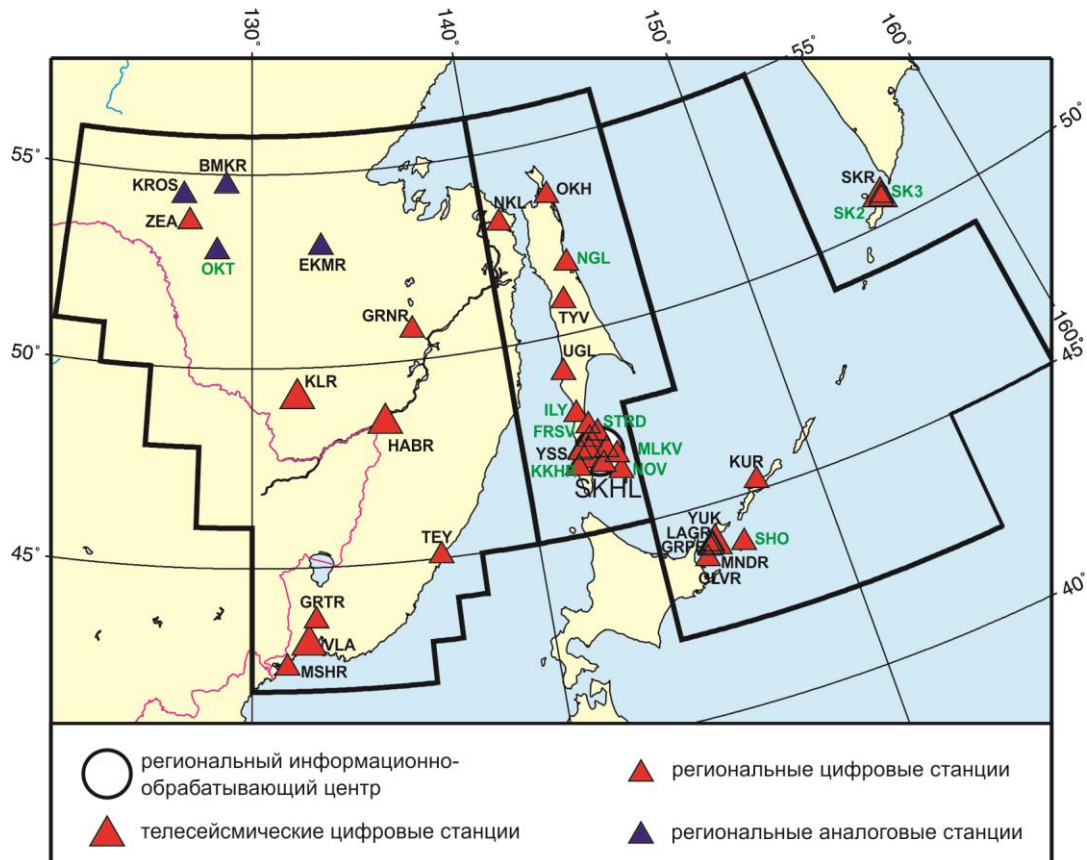 130˚
140˚
150˚
55˚
160˚
50˚
55˚
BMKR
KROS
ZEA
OKT
EKMR
NKL
OKH
NGL
SKR
SK3
SK2
GRNR
TYV
UGL
160˚
45˚
50˚
KLR
HABR
ILY
STRD
FRSV
YSS
MLKV
NOV
SKHL
KUR
YUK
LAGR
SHO
MNDR
TEY
45˚
40˚
GRTR
VLA
MSHR
региональный информационно-
обрабатывающий центр
региональные цифровые станции
телесейсмические цифровые станции
региональные аналоговые станции